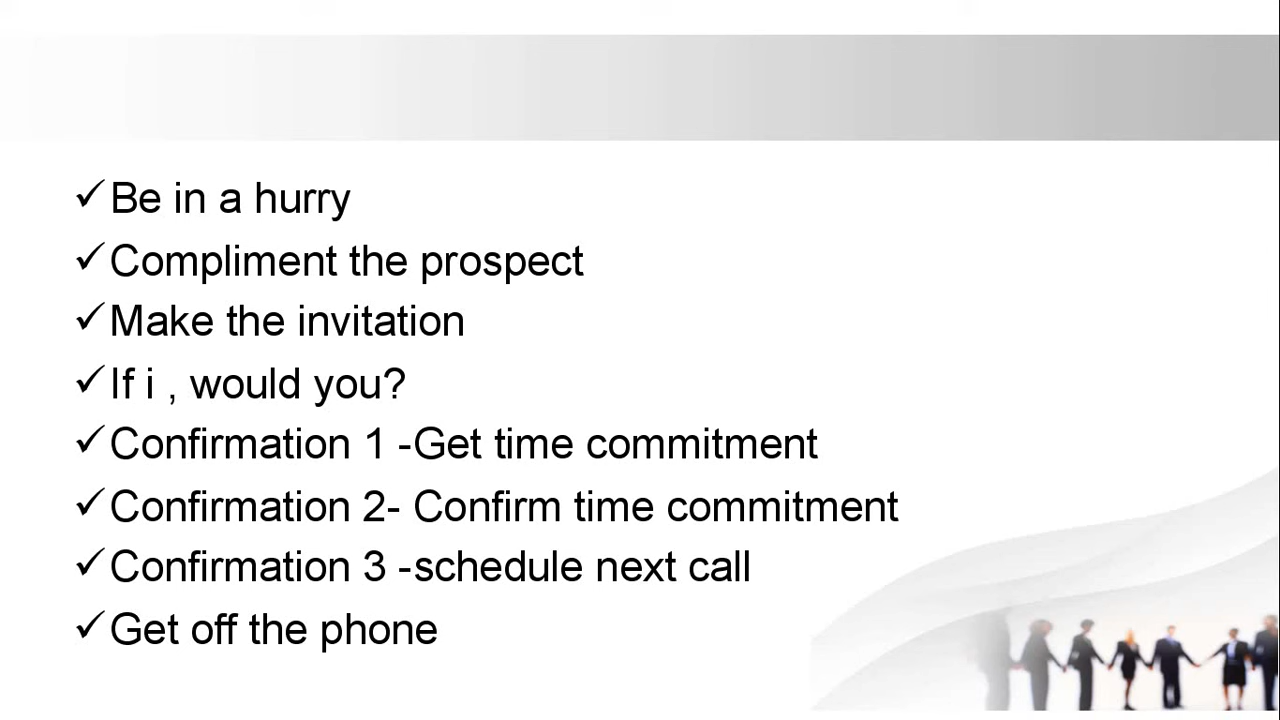 ✓Be in a hurry
✓Compliment the prospect
✓Make the invitation
✓If i , would you?
✓Confirmation 1 -Get time commitment
✓Confirmation 2- Confirm time commitment
✓Confirmation 3 -schedule next call
✓Get off the phone